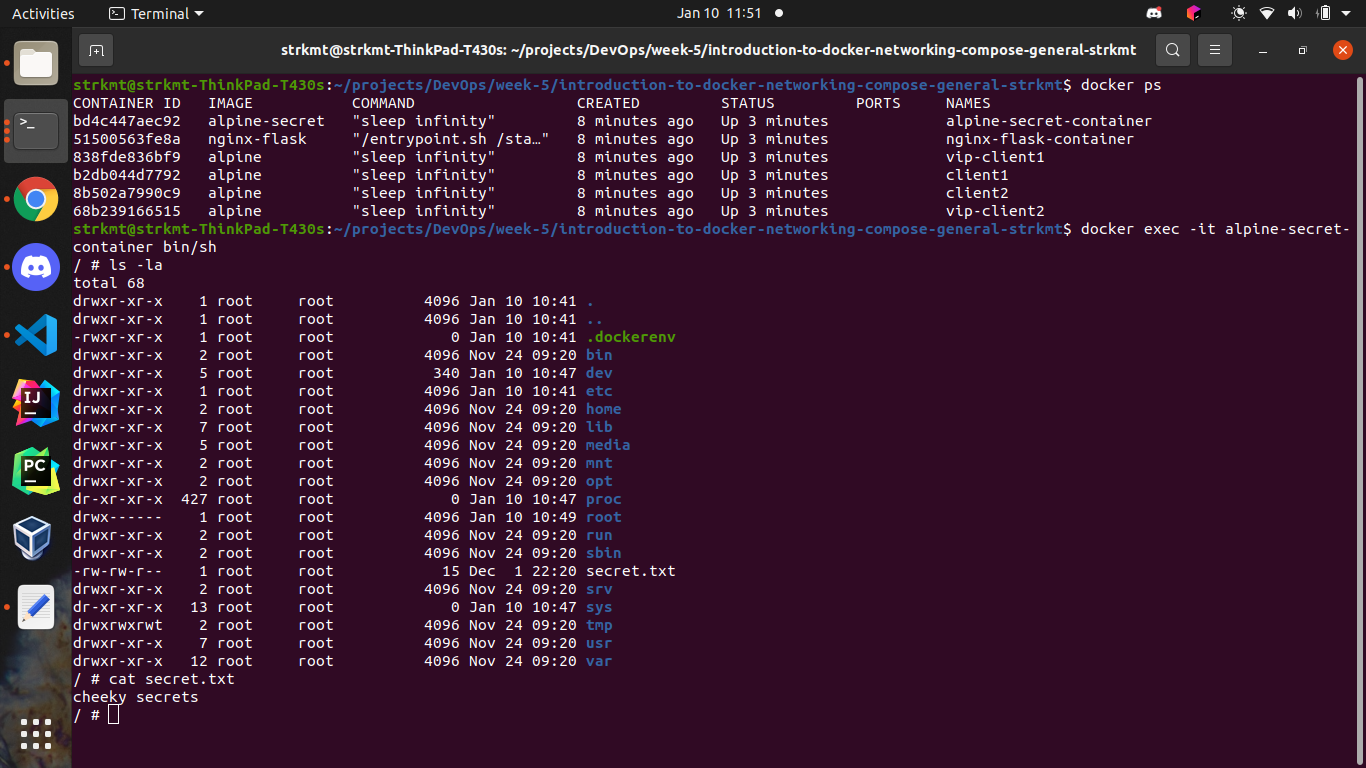 Activities Terminal Jan 10 11:51
strkmt@strkmt-ThinkPad-T430s: ~/projects/DevOps/week-5/introduction-to-docker-networking-compose-general-strkmt
strkmt@strkmt-ThinkPad-T430s:~/projects/DevOps/week-5/introduction-to-docker-networking-compose-general-strkmt$ docker ps
CONTAINER ID   IMAGE           COMMAND                  CREATED         STATUS         PORTS     NAMES
bd4c447aec92   alpine-secret   "sleep infinity"         8 minutes ago   Up 3 minutes             alpine-secret-container
51500563fe8a   nginx-flask     "/entrypoint.sh /sta…"   8 minutes ago   Up 3 minutes             nginx-flask-container
838fde836bf9   alpine          "sleep infinity"         8 minutes ago   Up 3 minutes             vip-client1
b2db044d7792   alpine          "sleep infinity"         8 minutes ago   Up 3 minutes             client1
8b502a7990c9   alpine          "sleep infinity"         8 minutes ago   Up 3 minutes             client2
68b239166515   alpine          "sleep infinity"         8 minutes ago   Up 3 minutes             vip-client2
strkmt@strkmt-ThinkPad-T430s:~/projects/DevOps/week-5/introduction-to-docker-networking-compose-general-strkmt$ docker exec -it alpine-secret-
container bin/sh
/ # ls -la
total 68
drwxr-xr-x    1 root     root          4096 Jan 10 10:41 .
drwxr-xr-x    1 root     root          4096 Jan 10 10:41 ..
-rwxr-xr-x    1 root     root             0 Jan 10 10:41 .dockerenv
drwxr-xr-x    2 root     root          4096 Nov 24 09:20 bin
drwxr-xr-x    5 root     root           340 Jan 10 10:47 dev
drwxr-xr-x    1 root     root          4096 Jan 10 10:41 etc
drwxr-xr-x    2 root     root          4096 Nov 24 09:20 home
drwxr-xr-x    7 root     root          4096 Nov 24 09:20 lib
drwxr-xr-x    5 root     root          4096 Nov 24 09:20 media
drwxr-xr-x    2 root     root          4096 Nov 24 09:20 mnt
drwxr-xr-x    2 root     root          4096 Nov 24 09:20 opt
dr-xr-xr-x  427 root     root             0 Jan 10 10:47 proc
drwx------    1 root     root          4096 Jan 10 10:49 root
drwxr-xr-x    2 root     root          4096 Nov 24 09:20 run
drwxr-xr-x    2 root     root          4096 Nov 24 09:20 sbin
-rw-rw-r--    1 root     root            15 Dec  1 22:20 secret.txt
drwxr-xr-x    2 root     root          4096 Nov 24 09:20 srv
dr-xr-xr-x   13 root     root             0 Jan 10 10:47 sys
drwxrwxrwt    2 root     root          4096 Nov 24 09:20 tmp
drwxr-xr-x    7 root     root          4096 Nov 24 09:20 usr
drwxr-xr-x   12 root     root          4096 Nov 24 09:20 var
/ # cat secret.txt
cheeky secrets
/ #
IJ
PC